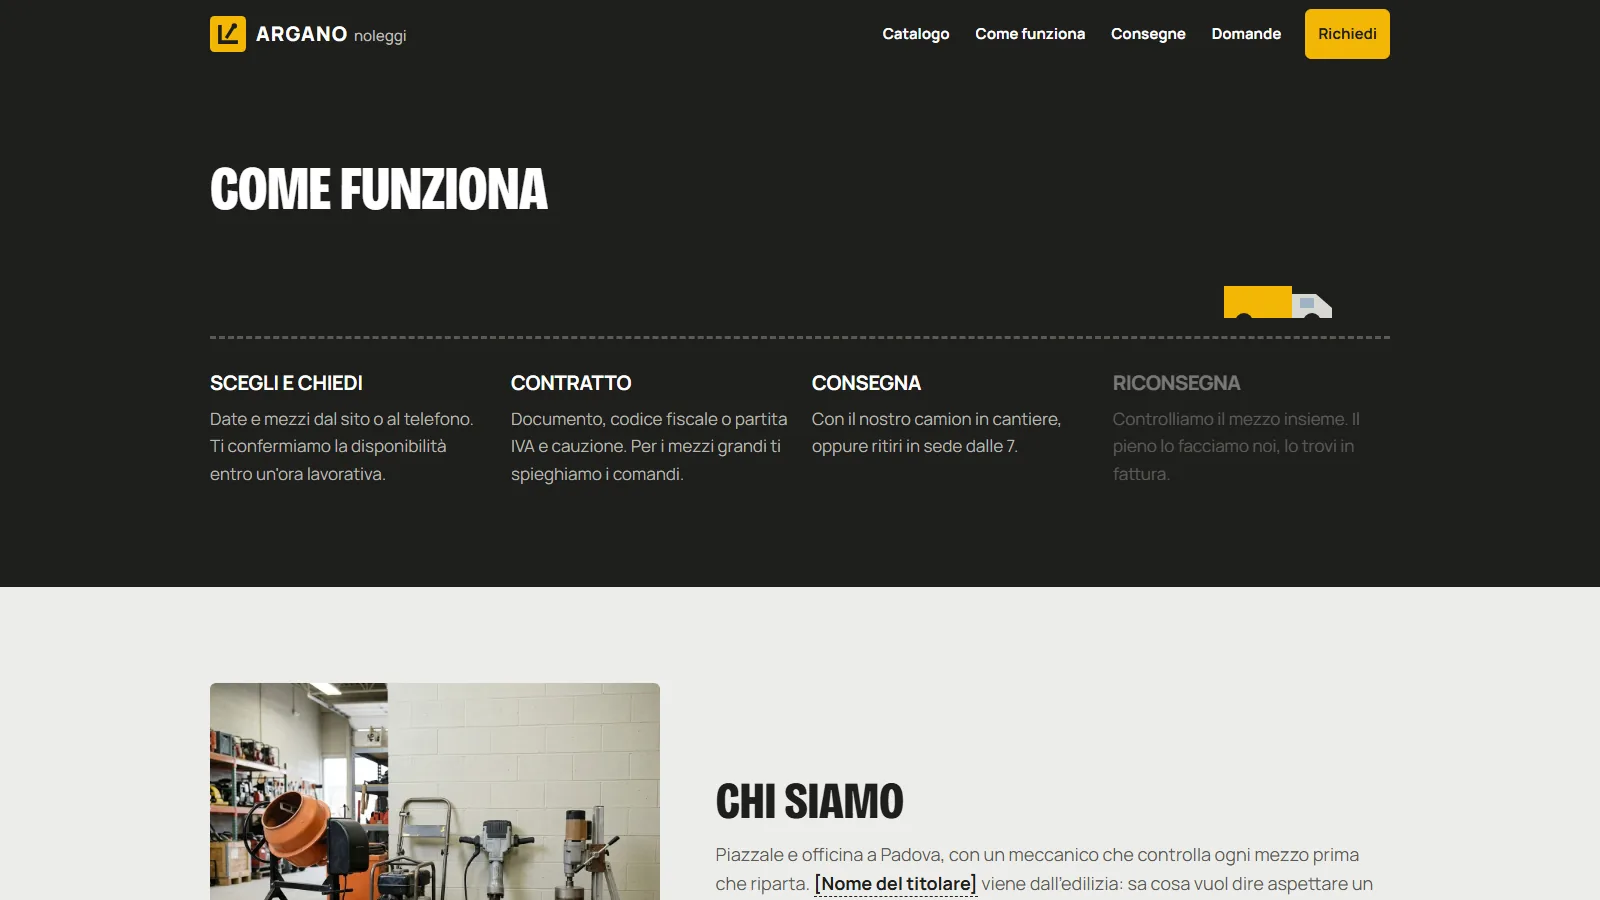 ARGANO noleggi
Catalogo
Come funziona
Consegne
Domande
Richiedi
COME FUNZIONA
SCEGLI E CHIEDI
Date e mezzi dal sito o al telefono.
Ti confermiamo la disponibilità
entro un'ora lavorativa.
CONTRATTO
Documento, codice fiscale o partita
IVA e cauzione. Per i mezzi grandi ti
spieghiamo i comandi.
CONSEGNA
Con il nostro camion in cantiere,
oppure ritiri in sede dalle 7.
RICONSEGNA
Controlliamo il mezzo insieme. Il
pieno lo facciamo noi, lo trovi in
fattura.
CHI SIAMO
Piazzale e officina a Padova, con un meccanico che controlla ogni mezzo prima
che riparta. [Nome del titolare] viene dall'edilizia: sa cosa vuol dire aspettare un